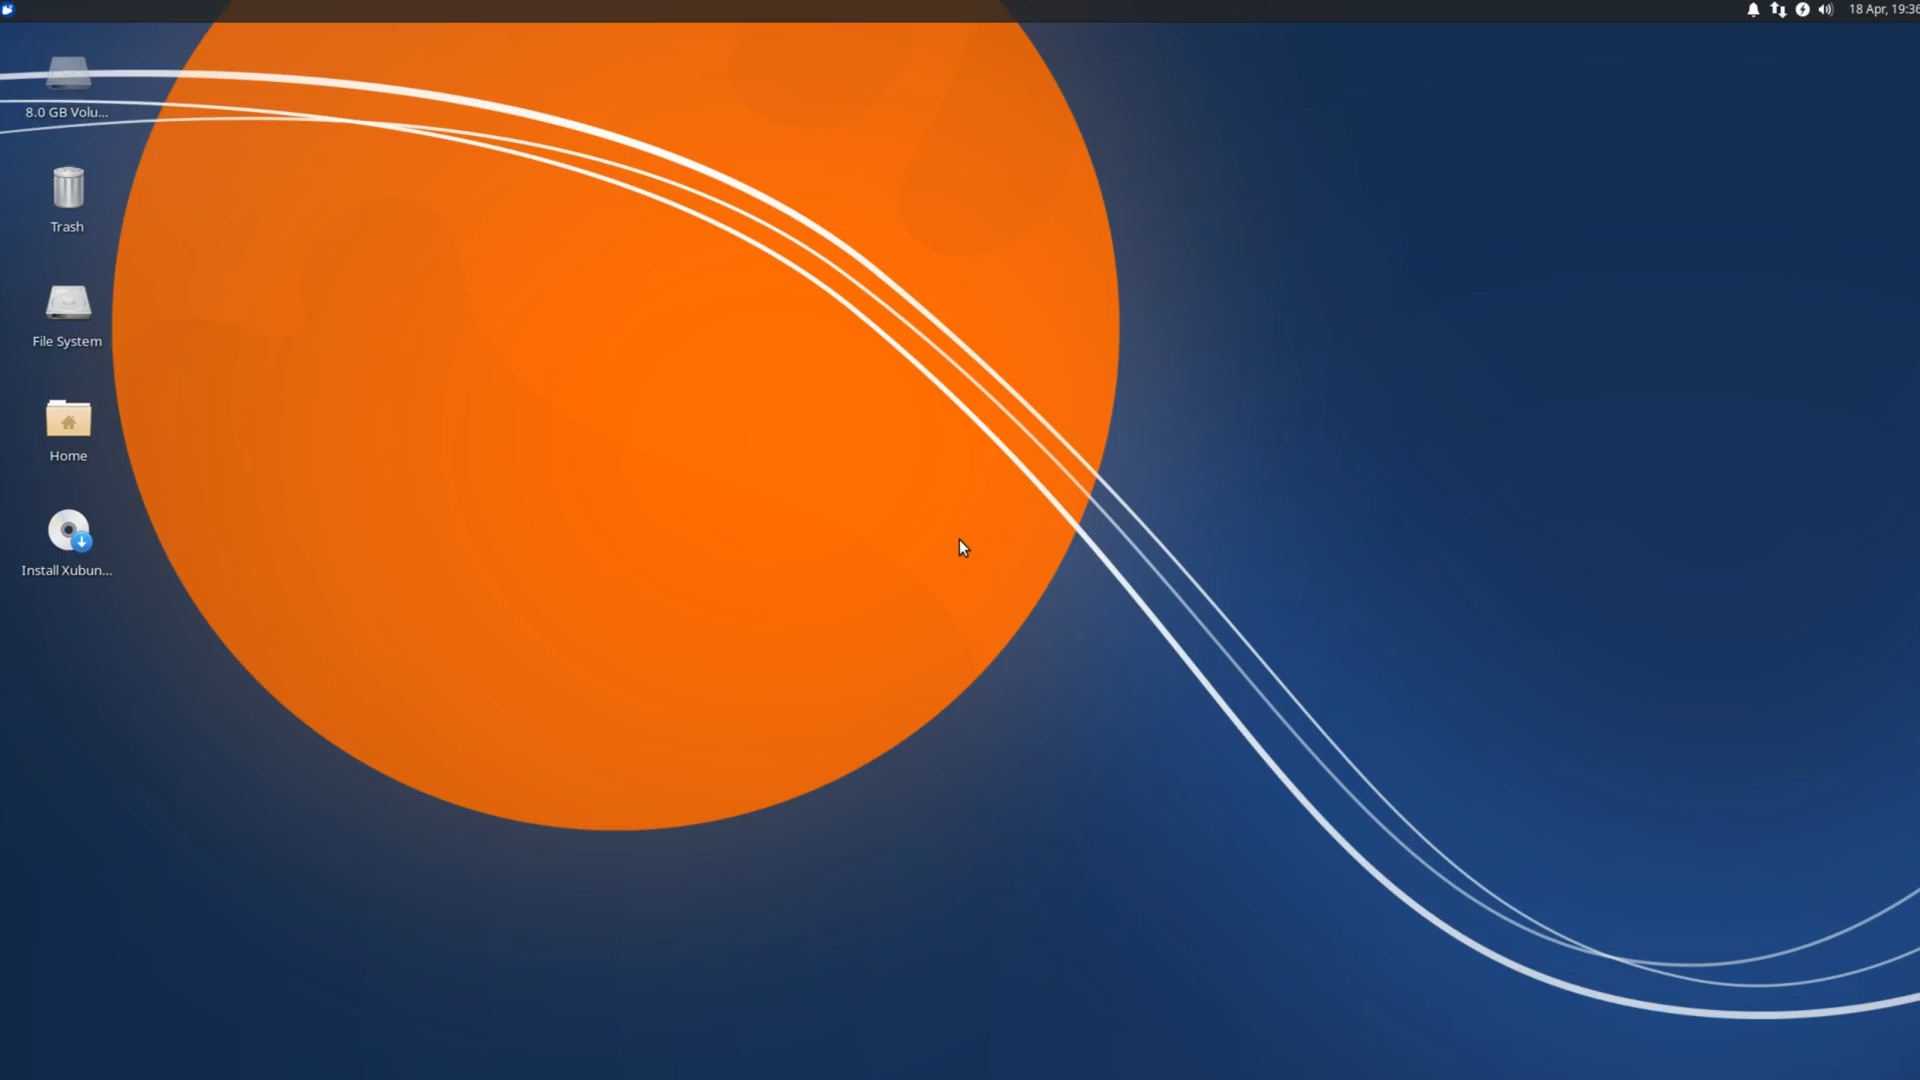 18 Apr, 19:36
8.0 GB Volu...
Trash
File System
Home
Install Xubun...